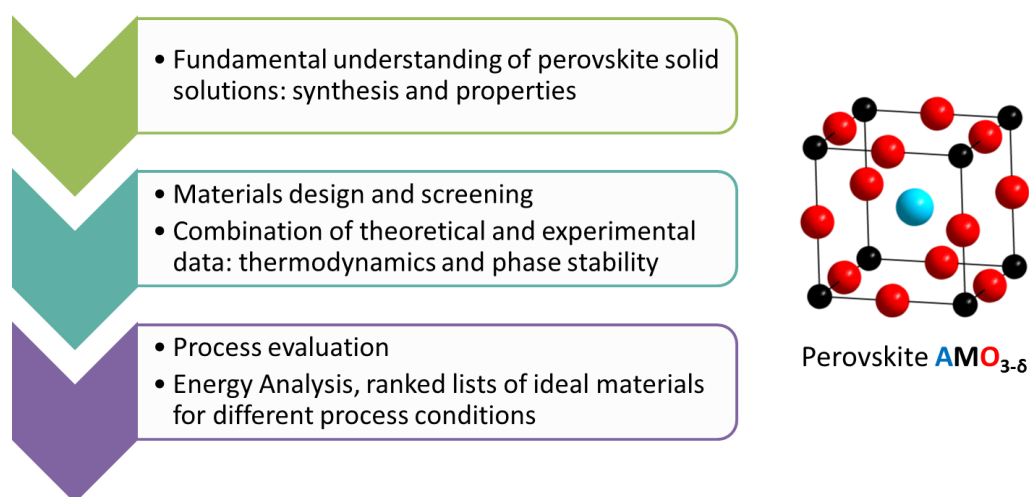 • Fundamental understanding of perovskite solid
solutions: synthesis and properties
• Materials design and screening
• Combination of theoretical and experimental
data: thermodynamics and phase stability
• Process evaluation
• Energy Analysis, ranked lists of ideal materials
for different process conditions
Perovskite AMO₃₋δ